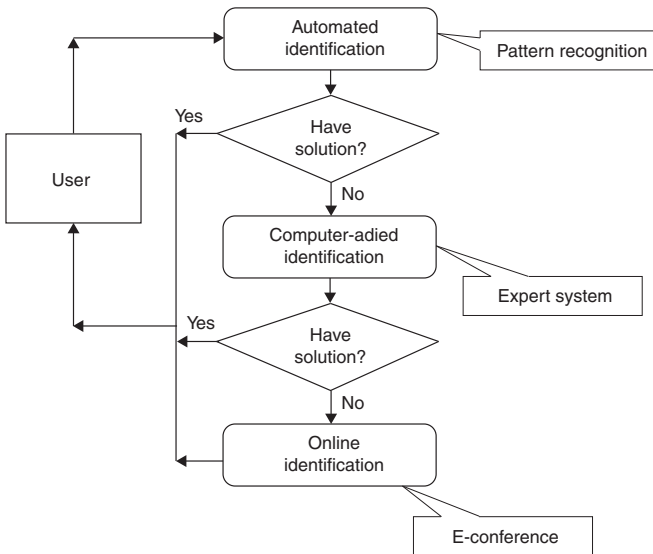 Automated
identification
Pattern recognition
Yes
Have
solution?
User
No
Computer-adied
identification
Expert system
Yes
Have
solution?
No
Online
identification
E-conference